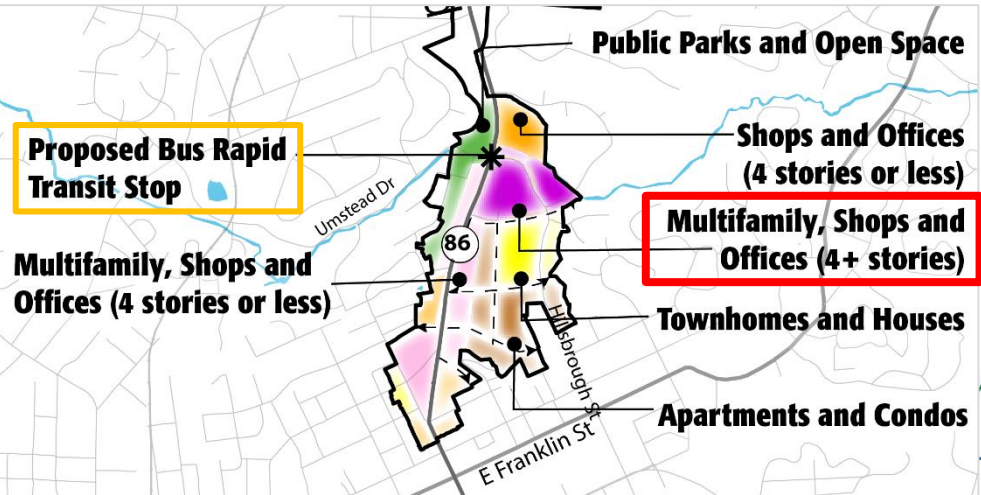 Public Parks and Open Space
Proposed Bus Rapid
Transit Stop
Shops and Offices
(4 stories or less)
Umstead Dr
Multifamily, Shops and
Offices (4+ stories)
86
Multifamily, Shops and
Offices (4 stories or less)
Townhomes and Houses
Hillsbrough St
Apartments and Condos
E Franklin St